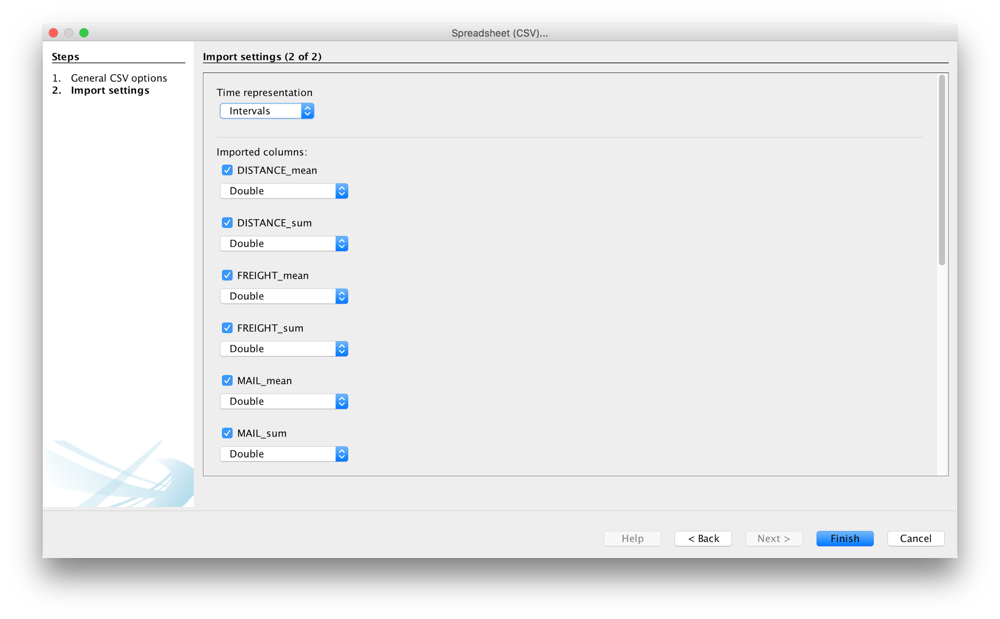 Spreadsheet (CSV)...
Steps
1. General CSV options
2. Import settings
Import settings (2 of 2)
Time representation
Intervals
Imported columns:
DISTANCE_mean
Double
DISTANCE_sum
Double
FREIGHT_mean
Double
FREIGHT_sum
Double
MAIL_mean
Double
MAIL_sum
Double
Help
< Back
Next >
Finish
Cancel